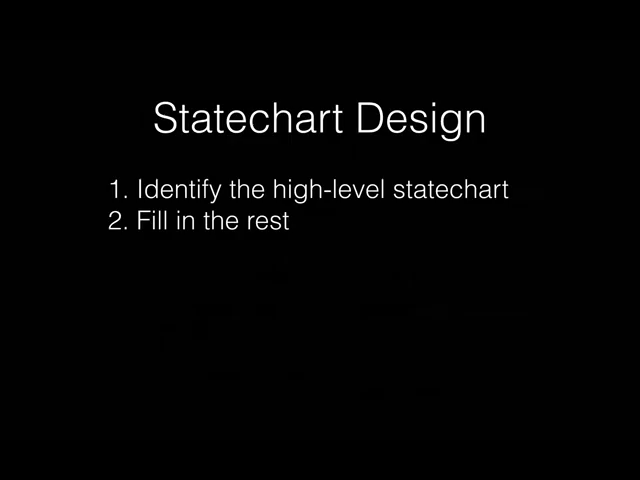 Statechart Design
1. Identify the high-level statechart
2. Fill in the rest